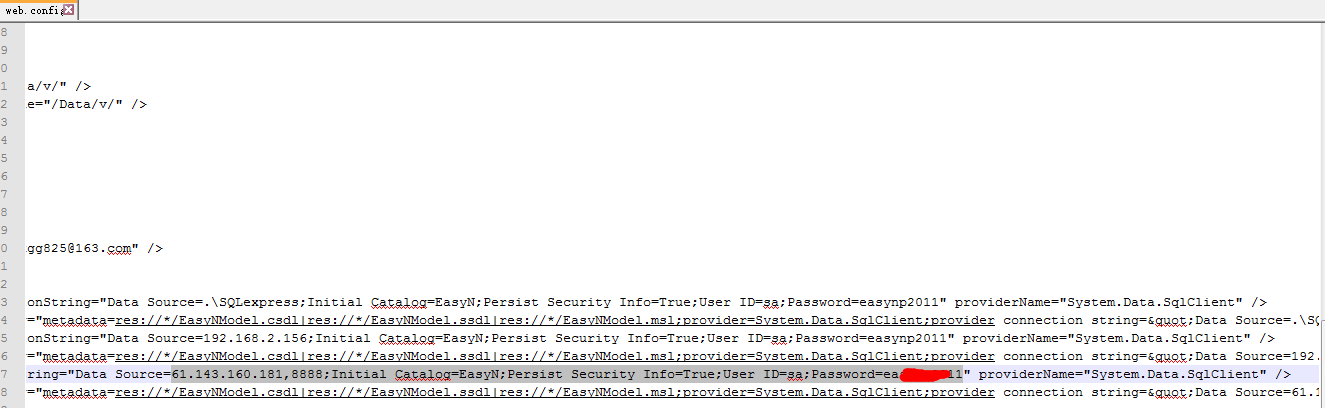 web.config
8
9
0
1 a/v/" />
2 e="/Data/v/" />
3
4
5
6
7
8
9
0 gg825@163.com" />
1
2
3 onString="Data Source=.\SQLexpress;Initial Catalog=EasyN;Persist Security Info=True;User ID=sa;Password=easynp2011" providerName="System.Data.SqlClient" />
4 ="metadata=res://*/EasyNModel.csdl|res://*/EasyNModel.ssdl|res://*/EasyNModel.msl;provider=System.Data.SqlClient;provider connection string=&quot;Data Source=.\SQ
5 onString="Data Source=192.168.2.156;Initial Catalog=EasyN;Persist Security Info=True;User ID=sa;Password=easynp2011" providerName="System.Data.SqlClient" />
6 ="metadata=res://*/EasyNModel.csdl|res://*/EasyNModel.ssdl|res://*/EasyNModel.msl;provider=System.Data.SqlClient;provider connection string=&quot;Data Source=192.
7 ring="Data Source=61.143.160.181,8888;Initial Catalog=EasyN;Persist Security Info=True;User ID=sa;Password=ea 11" providerName="System.Data.SqlClient" />
8 ="metadata=res://*/EasyNModel.csdl|res://*/EasyNModel.ssdl|res://*/EasyNModel.msl;provider=System.Data.SqlClient;provider connection string=&quot;Data Source=61.1